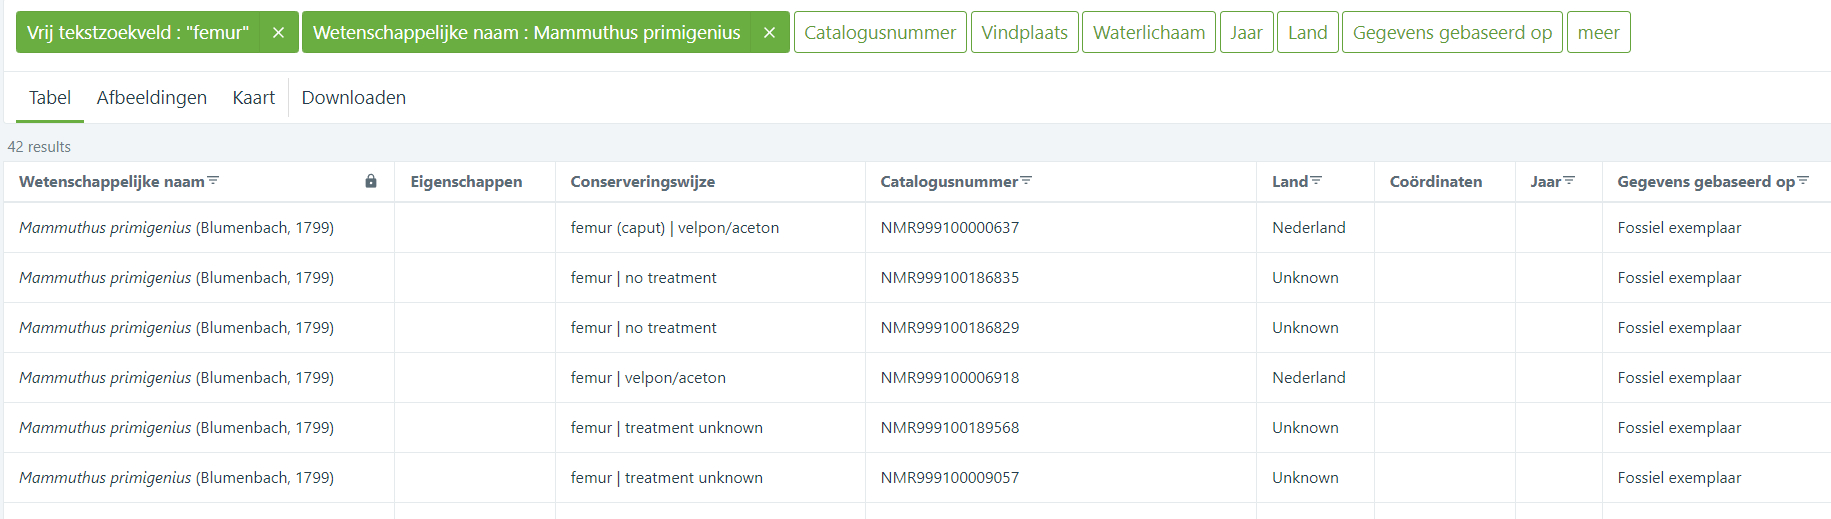 Vrij tekstzoekveld : "femur" × Wetenschappelijke naam : Mammuthus primigenius × Catalogusnummer Vindplaats Waterlichaam Jaar Land Gegevens gebaseerd op meer
Tabel Afbeeldingen Kaart Downloaden
42 results
Wetenschappelijke naam Eigenschappen Conserveringswijze Catalogusnummer Land Coördinaten Jaar Gegevens gebaseerd op
Mammuthus primigenius (Blumenbach, 1799) femur (caput) | velpon/aceton NMR999100000637 Nederland Fossiel exemplaar
Mammuthus primigenius (Blumenbach, 1799) femur | no treatment NMR999100186835 Unknown Fossiel exemplaar
Mammuthus primigenius (Blumenbach, 1799) femur | no treatment NMR999100186829 Unknown Fossiel exemplaar
Mammuthus primigenius (Blumenbach, 1799) femur | velpon/aceton NMR999100006918 Nederland Fossiel exemplaar
Mammuthus primigenius (Blumenbach, 1799) femur | treatment unknown NMR999100189568 Unknown Fossiel exemplaar
Mammuthus primigenius (Blumenbach, 1799) femur | treatment unknown NMR999100009057 Unknown Fossiel exemplaar